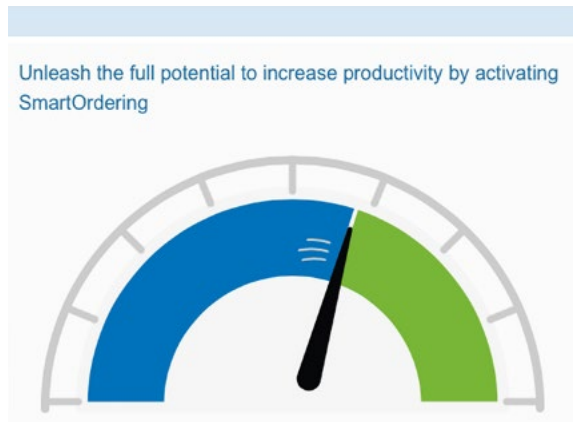 Unleash the full potential to increase productivity by activating
SmartOrdering